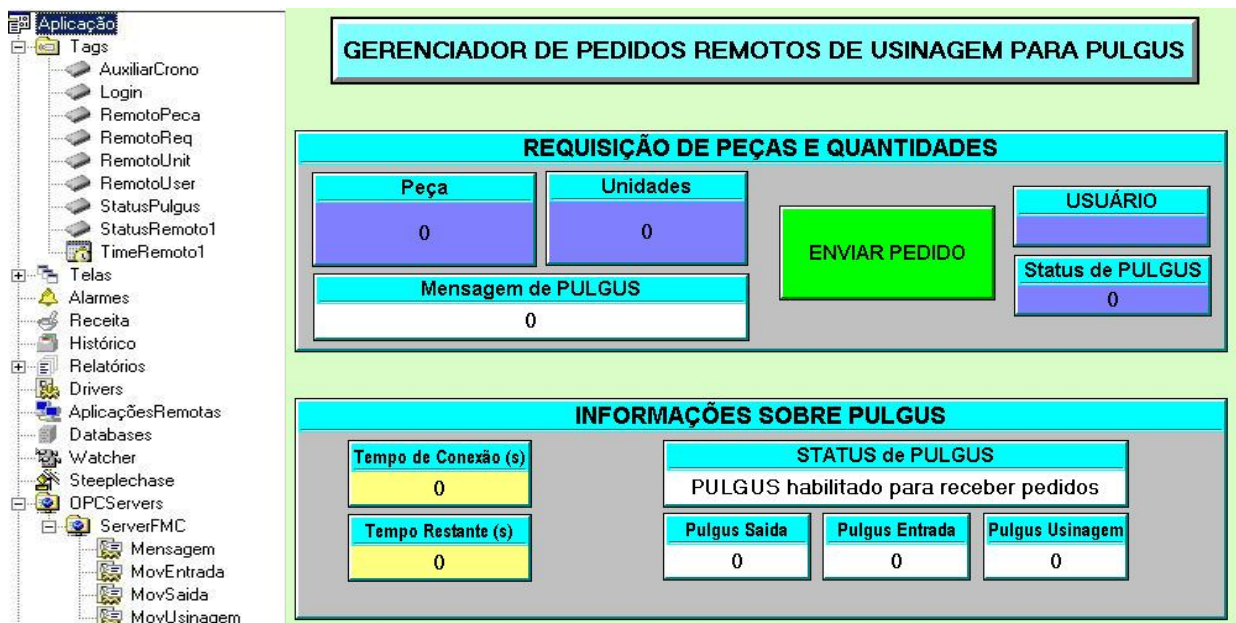 Aplicação
Tags
AuxiliarCrono
Login
RemotoPeca
RemotoReq
RemotoUnit
RemotoUser
StatusPulgus
StatusRemoto1
TimeRemoto1
Telas
Alarmes
Receita
Histórico
Relatórios
Drivers
AplicaçõesRemotas
Databases
Watcher
Steeplechase
OPCServers
ServerFMC
Mensagem
MovEntrada
MovSaida
MovUsinagem
GERENCIADOR DE PEDIDOS REMOTOS DE USINAGEM PARA PULGUS
REQUISIÇÃO DE PEÇAS E QUANTIDADES
Peça
0
Unidades
0
Mensagem de PULGUS
0
ENVIAR PEDIDO
USUÁRIO
Status de PULGUS
0
INFORMAÇÕES SOBRE PULGUS
Tempo de Conexão (s)
0
Tempo Restante (s)
0
STATUS de PULGUS
PULGUS habilitado para receber pedidos
Pulgus Saida
0
Pulgus Entrada
0
Pulgus Usinagem
0